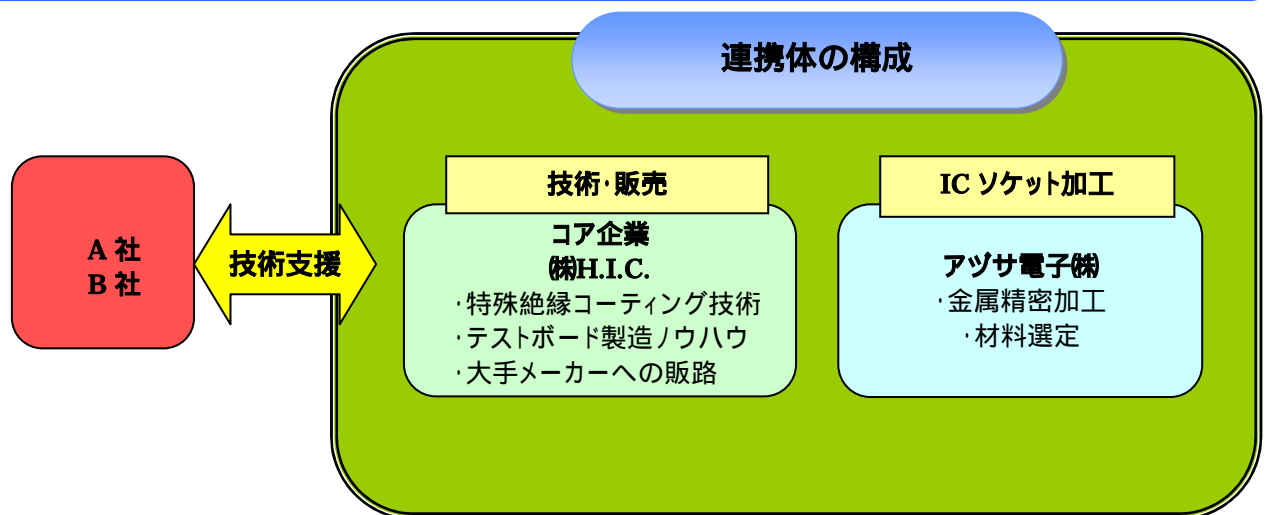 連携体の構成
A 社
B 社
技術支援
技術・販売
コア企業
㈱H.I.C.
・特殊絶縁コーティング技術
・テストボード製造ノウハウ
・大手メーカーへの販路
IC ソケット加工
アヅサ電子㈱
・金属精密加工
・材料選定